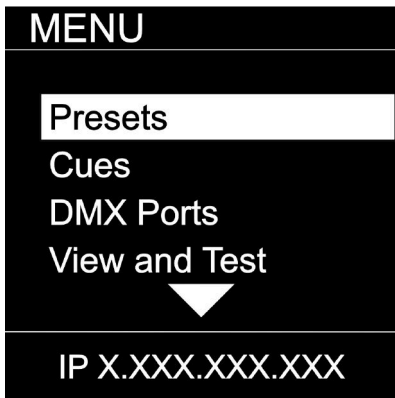 MENU
Presets
Cues
DMX Ports
View and Test
IP X.XXX.XXX.XXX